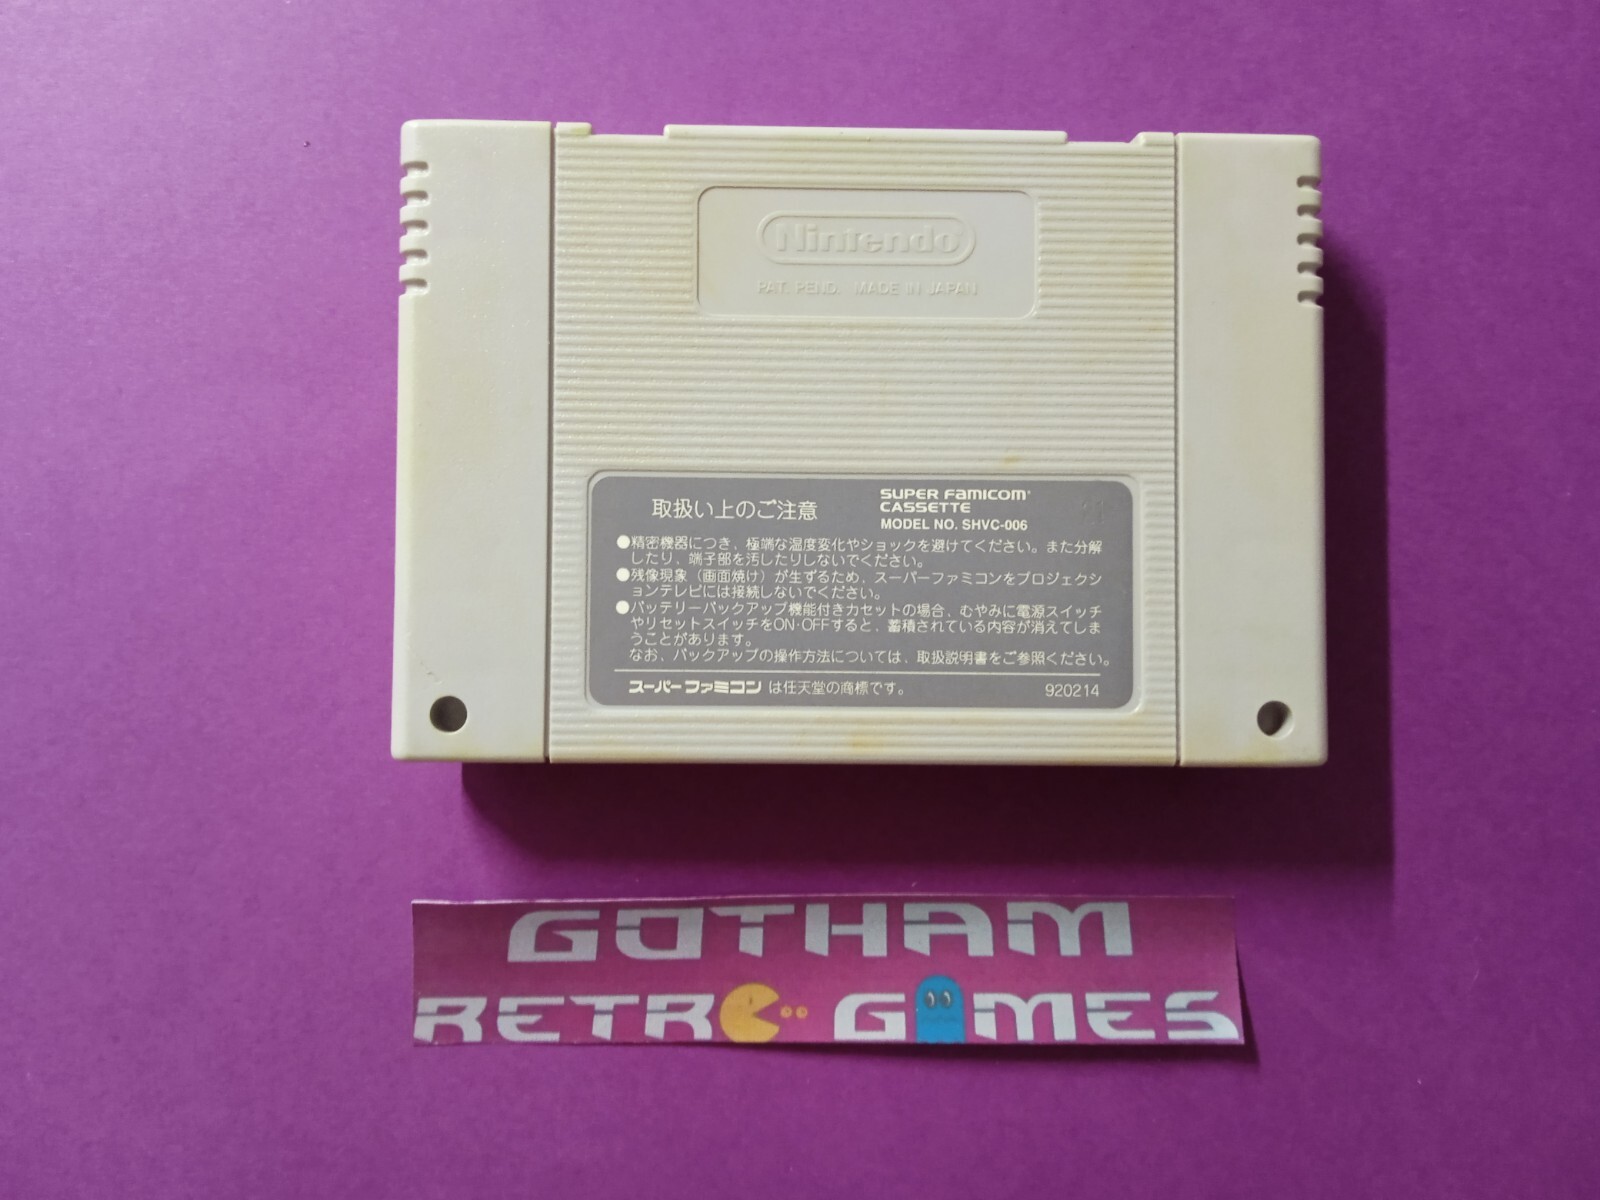 Nintendo
PAT. PEND. MADE IN JAPAN
取扱い上のご注意
SUPER FAMICOM
CASSETTE
MODEL NO. SHVC-006
●精密機器につき、極端な温度変化やショックを避けてください。また分解
したり、端子部を汚したりしないでください。
●残像現象（画面焼け）が生ずるため、スーパーファミコンをプロジェクシ
ョンテレビには接続しないでください。
●バッテリーバックアップ機能付きカセットの場合、むやみに電源スイッチ
やリセットスイッチをON·OFFすると、蓄積されている内容が消えてしま
うことがあります。
なお、バックアップの操作方法については、取扱説明書をご参照ください。
スーパーファミコンは任天堂の商標です。
920214
GOTHAM
RETRO GAMES